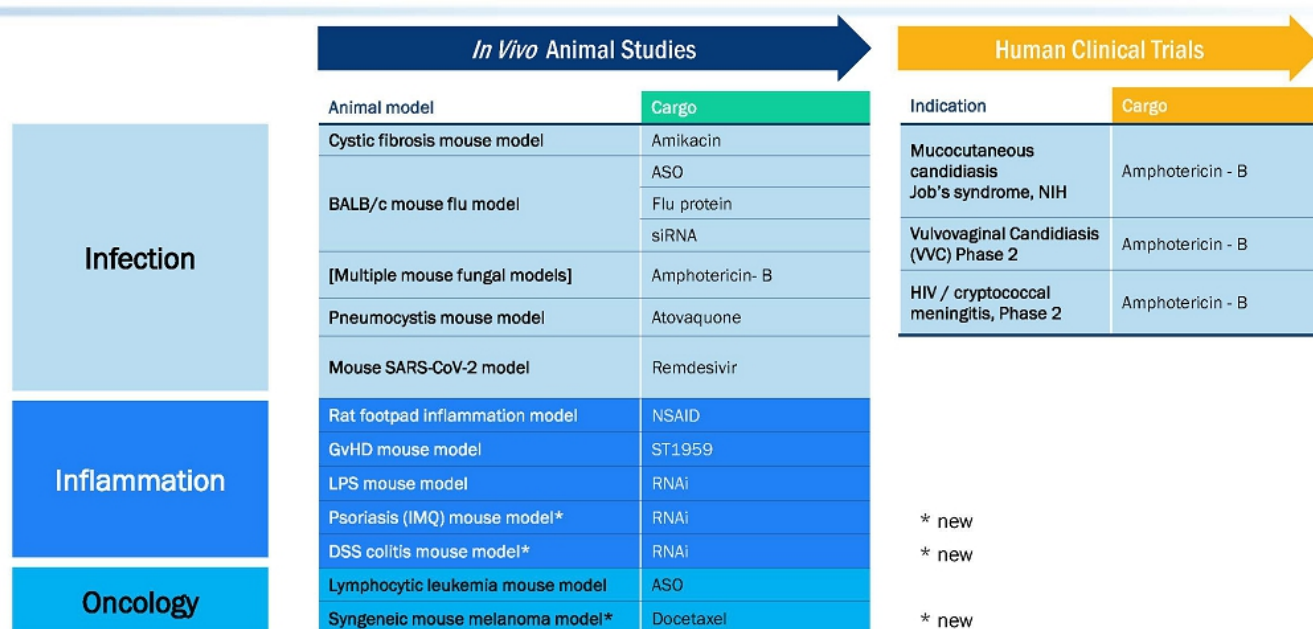 In Vivo Animal Studies
Human Clinical Trials
Animal model
Cargo
Indication
Cargo
Infection
Cystic fibrosis mouse model
Amikacin
BALB/c mouse flu model
ASO
Flu protein
siRNA
[Multiple mouse fungal models]
Amphotericin- B
Pneumocystis mouse model
Atovaquone
Mouse SARS-CoV-2 model
Remdesivir
Mucocutaneous
candidiasis
Job's syndrome, NIH
Amphotericin - B
Vulvovaginal Candidiasis
(VVC) Phase 2
Amphotericin - B
HIV / cryptococcal
meningitis, Phase 2
Amphotericin - B
Inflammation
Rat footpad inflammation model
NSAID
GvHD mouse model
ST1959
LPS mouse model
RNAi
Psoriasis (IMQ) mouse model*
RNAi
* new
DSS colitis mouse model*
RNAi
* new
Oncology
Lymphocytic leukemia mouse model
ASO
Syngeneic mouse melanoma model*
Docetaxel
* new